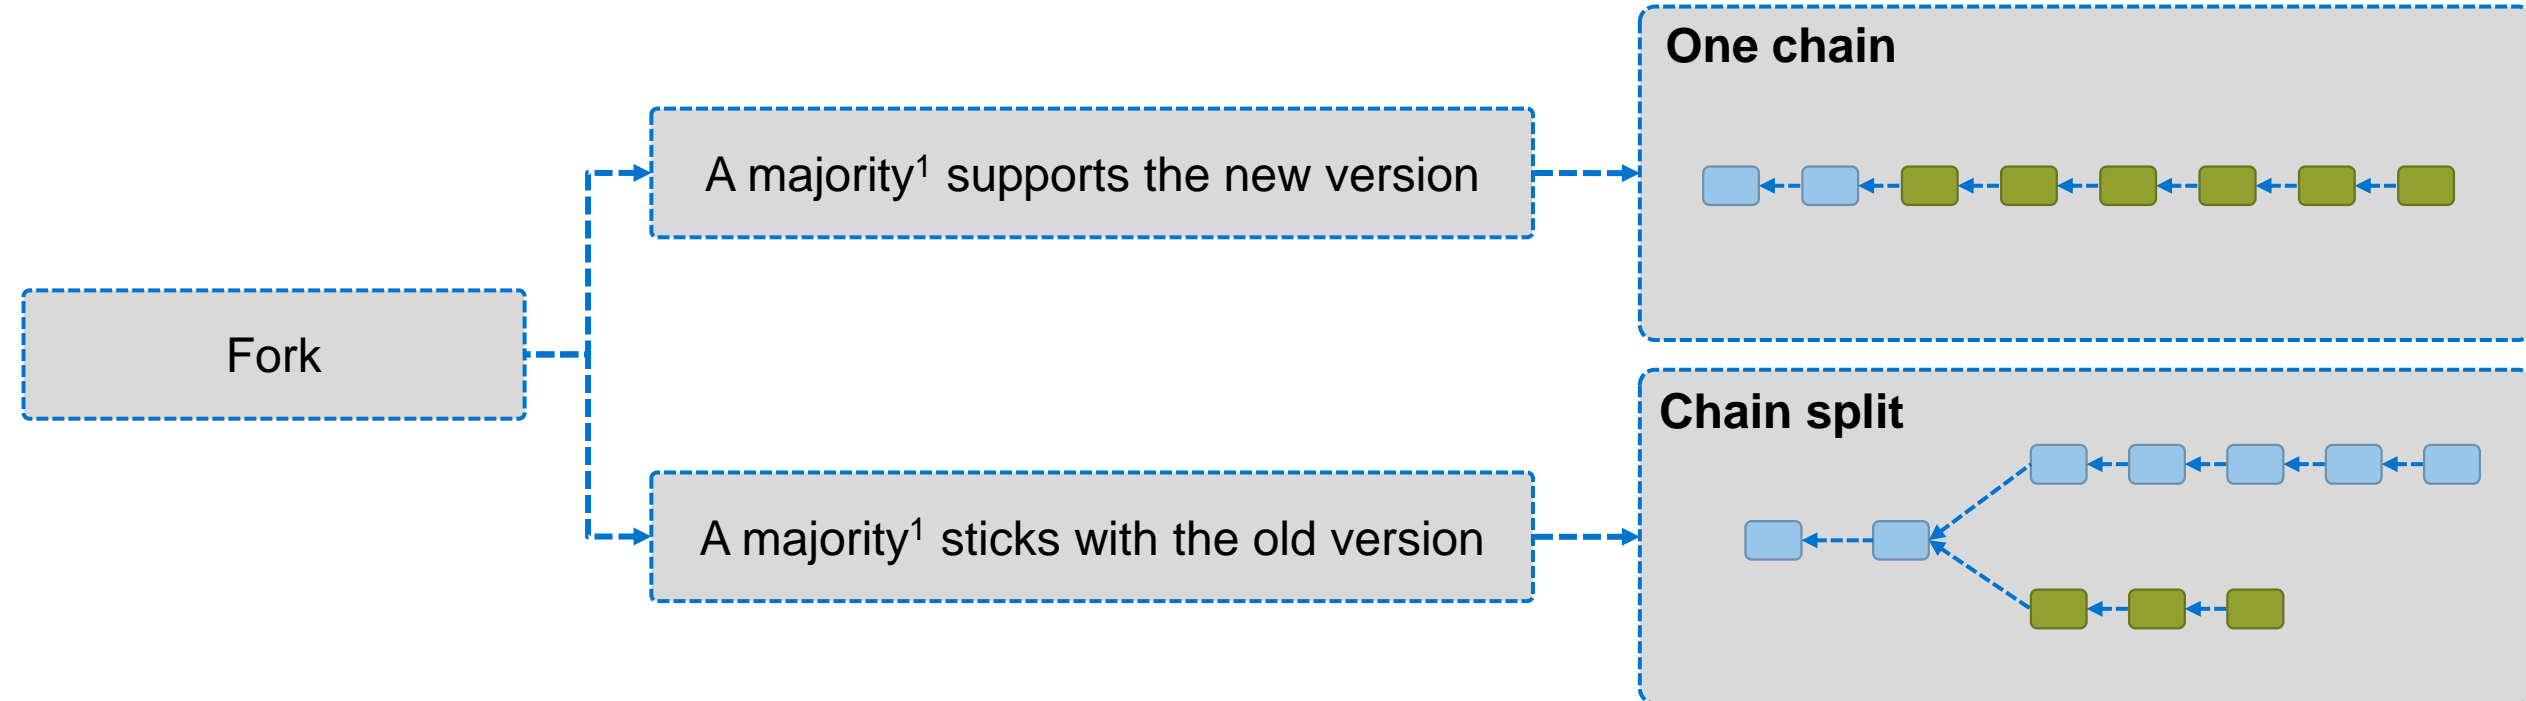 One chain
A majority¹ supports the new version
Fork
Chain split
A majority¹ sticks with the old version